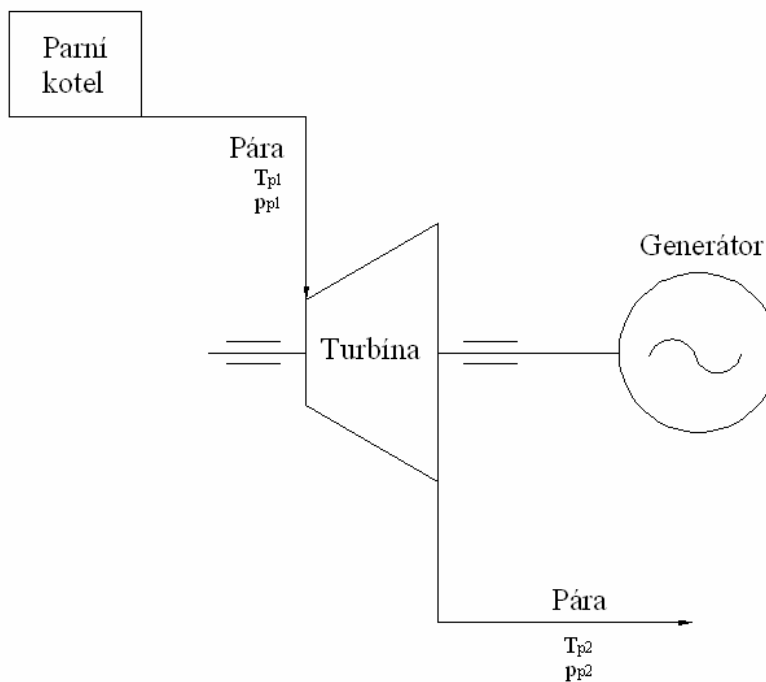 Parní
kotel
Pára
Tp1
pp1
Generátor
Turbína
Pára
Tp2
pp2